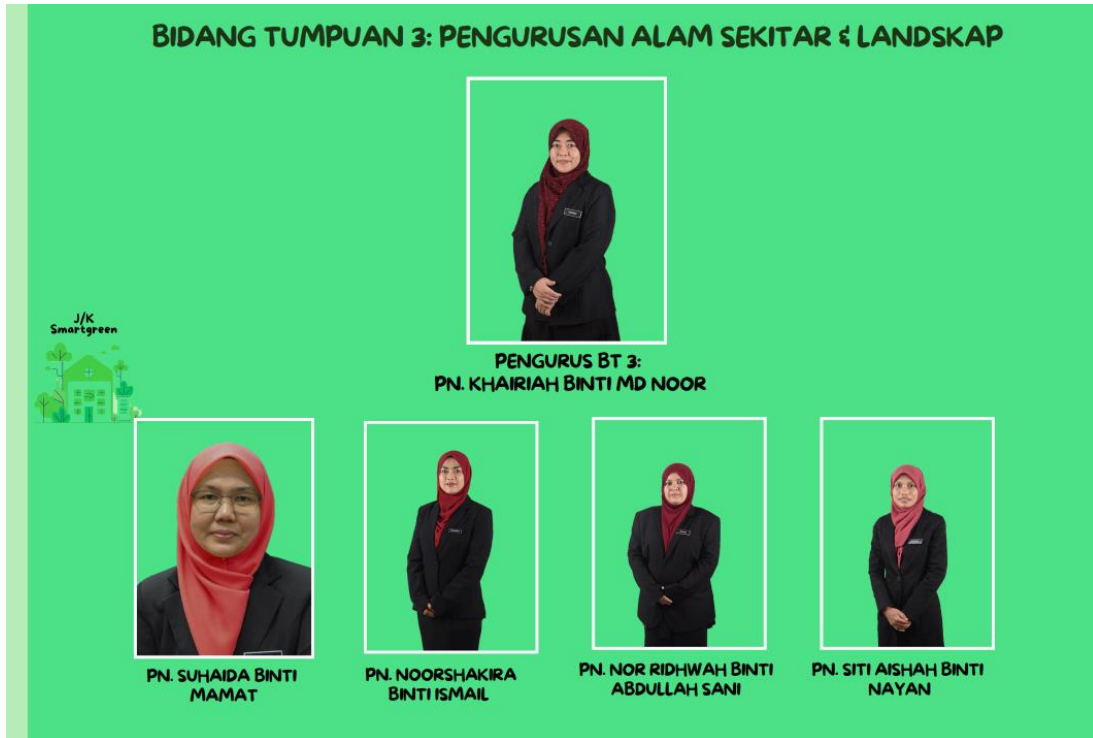 BIDANG TUMPUAN 3: PENGURUSAN ALAM SEKITAR & LANDSKAP
J/K
Smartgreen
PENGURUS BT 3:
PN. KHAIRIAH BINTI MD NOOR
PN. SUHAIDA BINTI
MAMAT
PN. NOORSHAKIRA
BINTI ISMAIL
PN. NOR RIDHWAH BINTI
ABDULLAH SANI
PN. SITI AISHAH BINTI
NAYAN